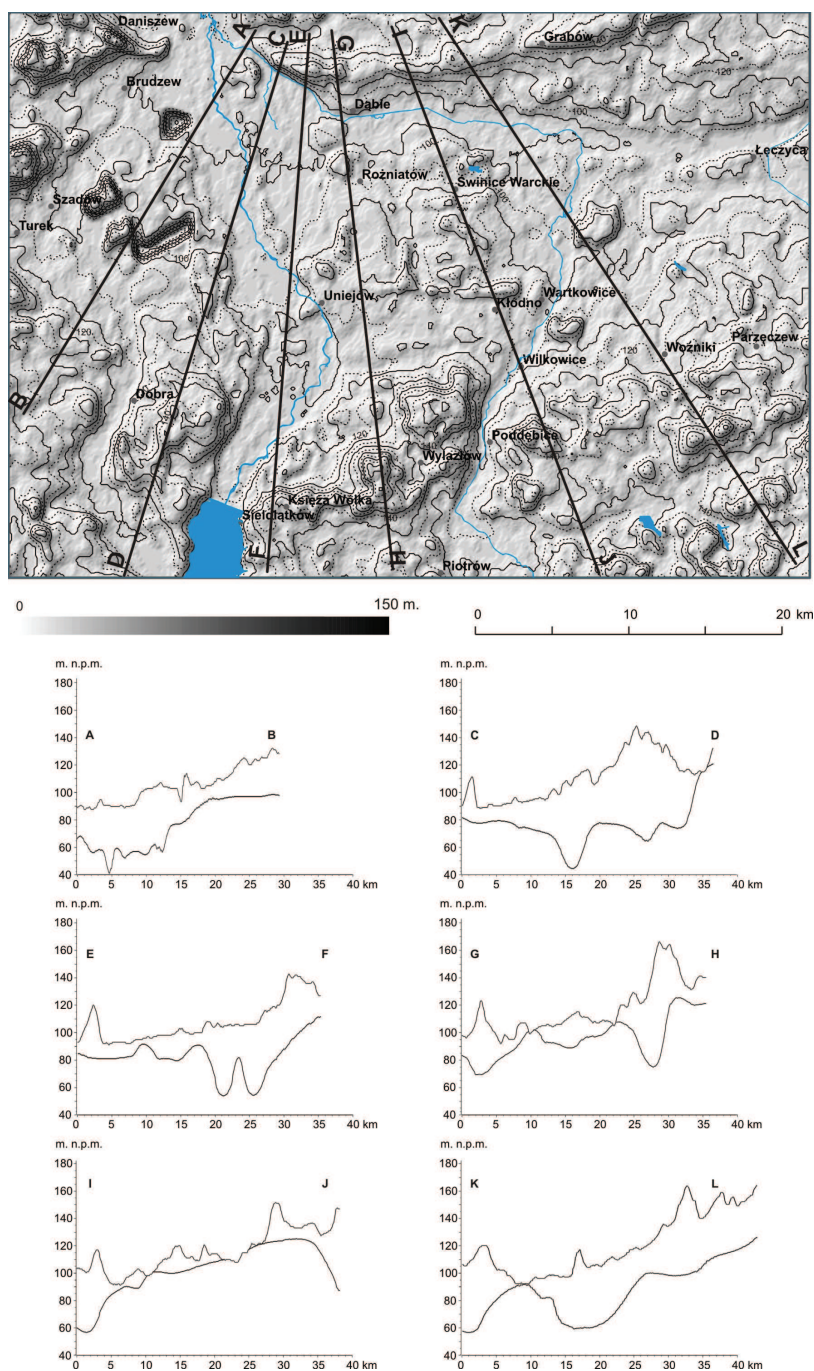 Daniszew
A
C
E
G
I
K
Grabów
Brudzew
Dąbie
120
100
100
Łęczyca
Rożniatów
Świnice Warckie
Szadów
Turek
100
Uniejów
Wartkowice
Kłódno
120
Parzęczew
120
Woźniki
Wilkowice
B
Dobra
120
Poddębice
Wylazłów
Księża Wólka
Siedlątków
D
F
H
J
L
Piotrów
0
150 m.
0
10
20 km
m. n.p.m.
m. n.p.m.
180
160
140
120
100
80
60
40
A
B
0 5 10 15 20 25 30 35 40 km
180
160
140
120
100
80
60
40
C
D
0 5 10 15 20 25 30 35 40 km
m. n.p.m.
m. n.p.m.
180
160
140
120
100
80
60
40
E
F
0 5 10 15 20 25 30 35 40 km
180
160
140
120
100
80
60
40
G
H
0 5 10 15 20 25 30 35 40 km
m. n.p.m.
m. n.p.m.
180
160
140
120
100
80
60
40
I
J
0 5 10 15 20 25 30 35 40 km
180
160
140
120
100
80
60
40
K
L
0 5 10 15 20 25 30 35 40 km